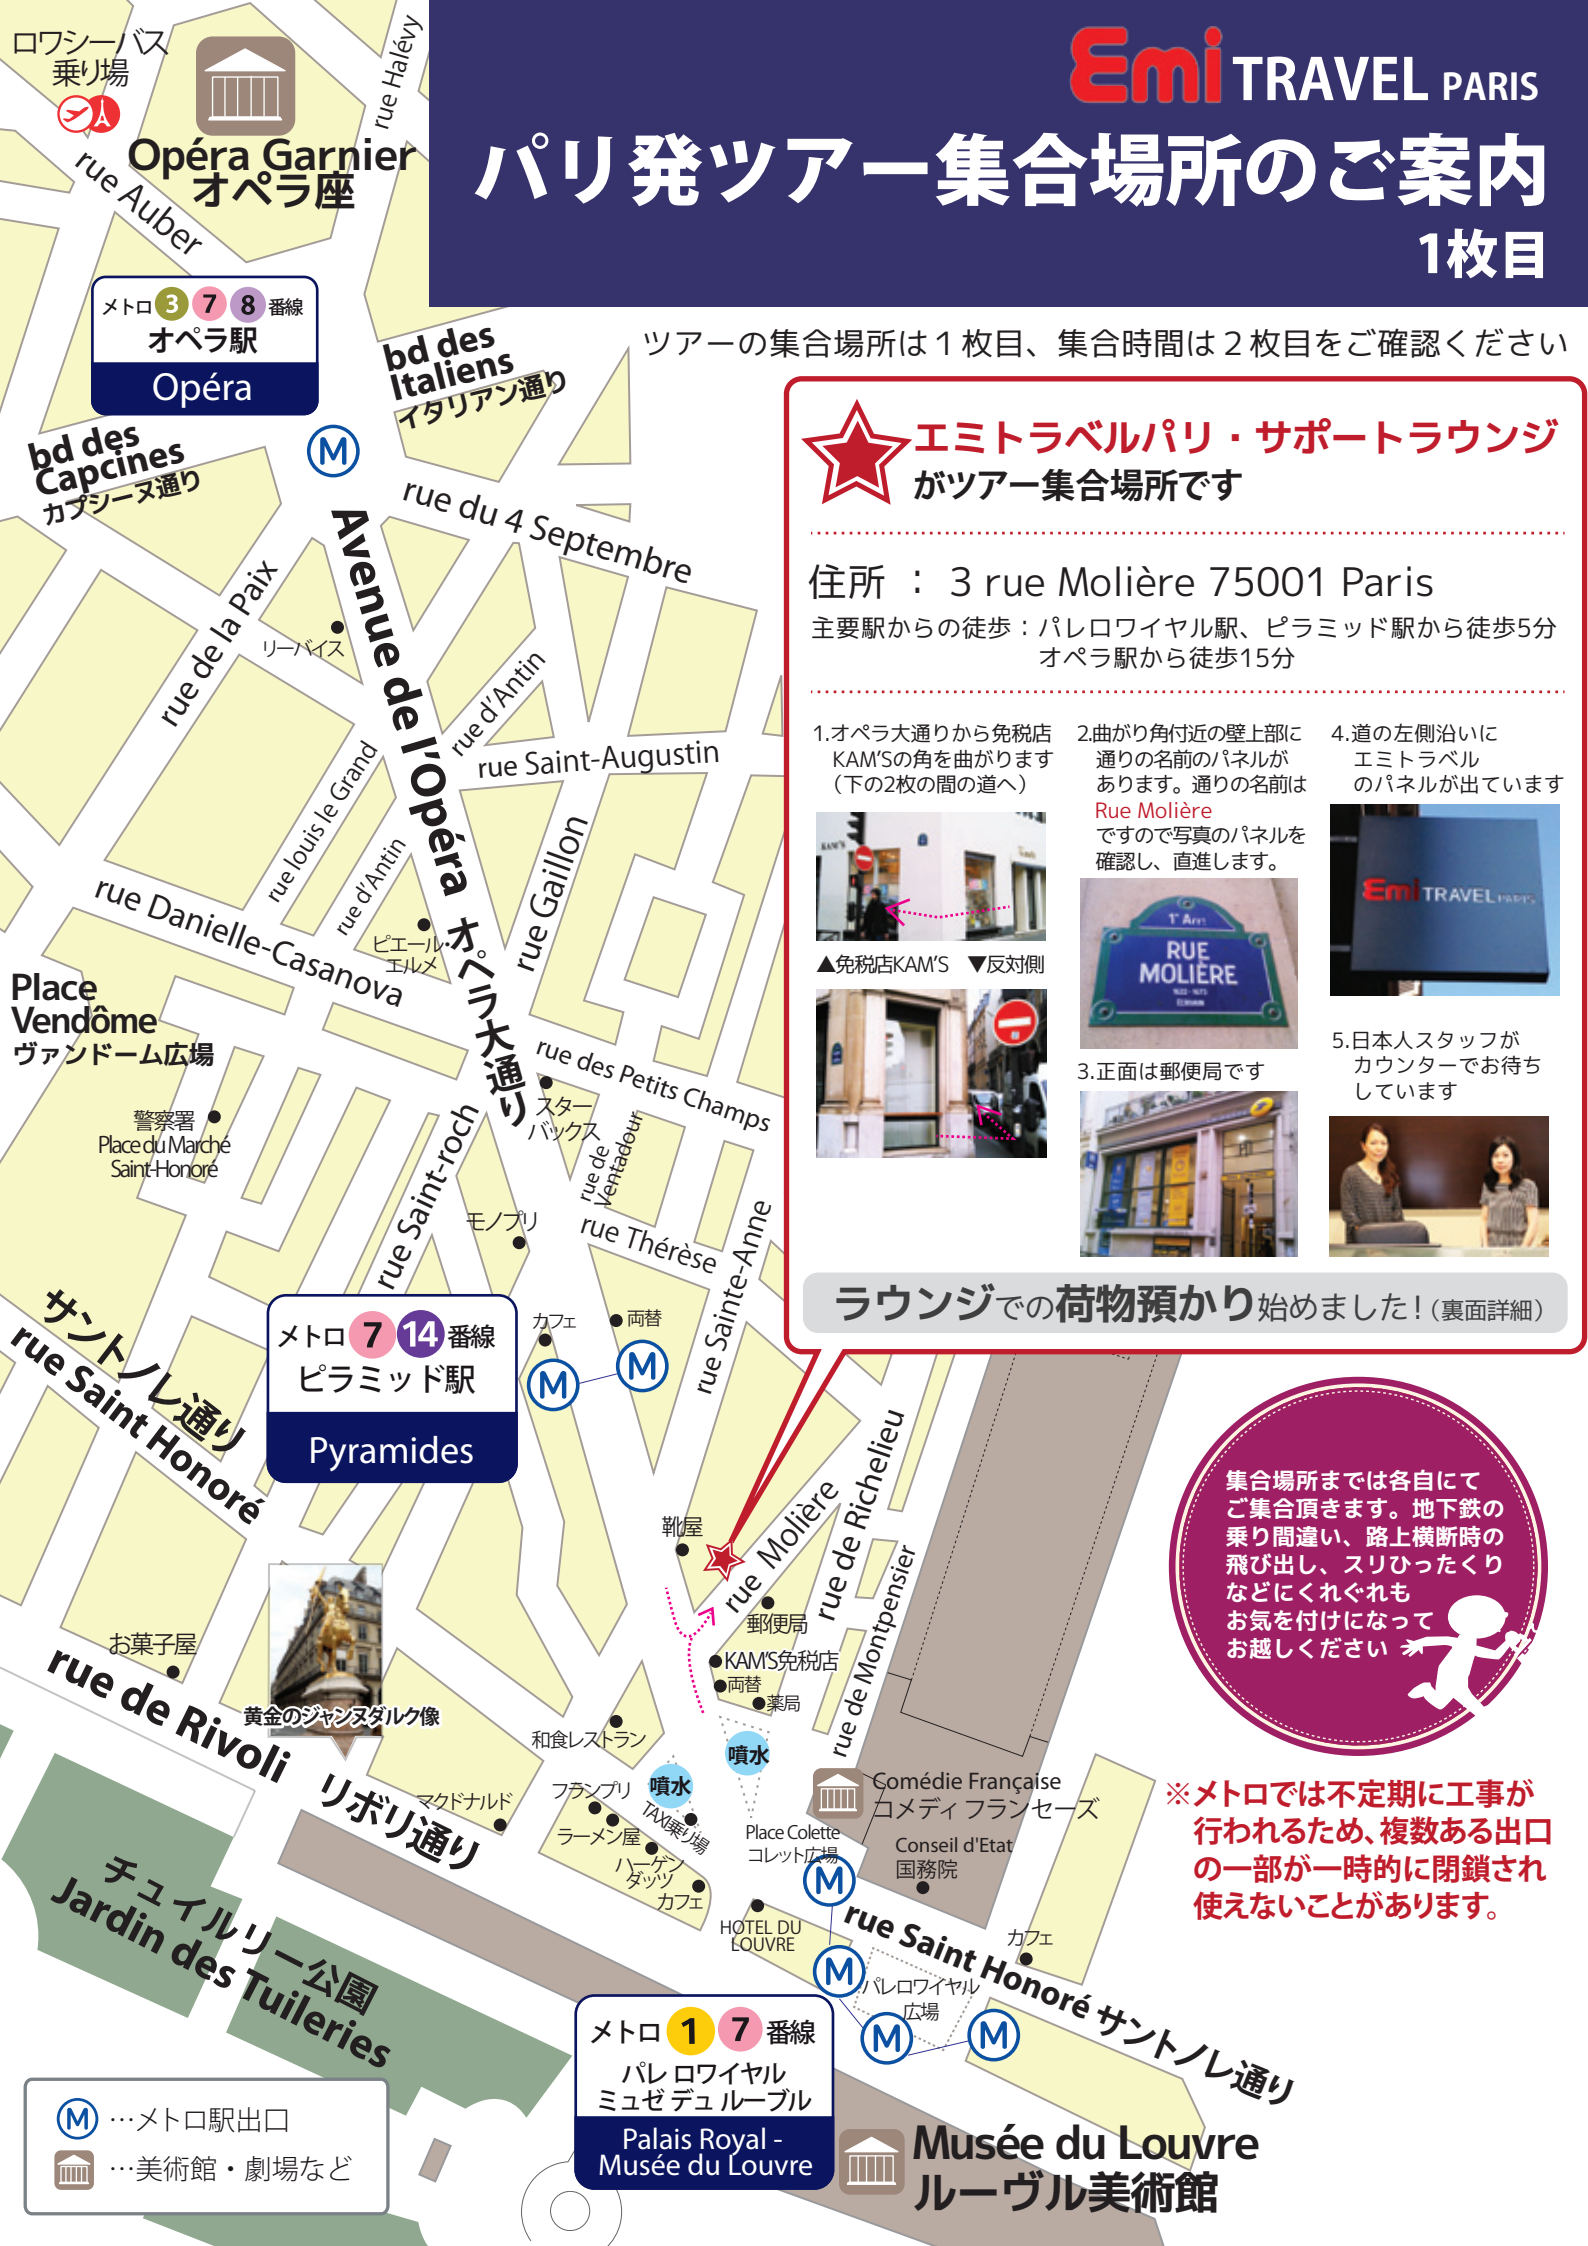 Emi TRAVEL PARIS
パリ発ツアー集合場所のご案内
1枚目
ツアーの集合場所は1枚目、集合時間は2枚目をご確認ください
エミトラベルパリ・サポートラウンジ
がツアー集合場所です
住所 : 3 rue Molière 75001 Paris
主要駅からの徒歩:パレロワイヤル駅、ピラミッド駅から徒歩5分
オペラ駅から徒歩15分
1.オペラ大通りから免税店
KAM'Sの角を曲がります
(下の2枚の間の道へ)
▲免税店KAM'S ▼反対側
2.曲がり角付近の壁上部に
通りの名前のパネルが
あります。通りの名前は
Rue Molière
ですので写真のパネルを
確認し、直進します。
1er Arrt
RUE
MOLIÈRE
3.正面は郵便局です
4.道の左側沿いに
エミトラベル
のパネルが出ています
Emi TRAVEL PARIS
5.日本人スタッフが
カウンターでお待ち
しています
ラウンジでの荷物預かり始めました!(裏面詳細)
ロワシーバス
乗り場
rue Halévy
Opéra Garnier
オペラ座
rue Auber
メトロ 3 7 8 番線
オペラ駅
Opéra
bd des
Italiens
イタリアン通り
bd des
Capcines
カプシーヌ通り
M
rue du 4 Septembre
Avenue de l'Opéra オペラ大通り
rue de la Paix
リーバイス
rue d'Antin
rue Saint-Augustin
rue louis le Grand
rue d'Antin
rue Gaillon
rue Danielle-Casanova
ピエール・
エルメ
Place
Vendôme
ヴァンドーム広場
rue des Petits Champs
スター
バックス
rue de
Ventadour
警察署
Place du Marché
Saint-Honoré
rue Saint-roch
モノプリ
rue Thérèse
rue Sainte-Anne
サントノレ通り
rue Saint Honoré
メトロ 7 14 番線
ピラミッド駅
Pyramides
カフェ
両替
M
M
靴屋
rue Molière
rue de Richelieu
rue de Montpensier
郵便局
KAM'S免税店
両替
薬局
お菓子屋
黄金のジャンヌダルク像
rue de Rivoli リボリ通り
和食レストラン
噴水
噴水
フランプリ
TAXI乗り場
マクドナルド
ラーメン屋
ハーゲン
ダッツ
カフェ
Place Colette
コレット広場
Comédie Française
コメディ フランセーズ
Conseil d'Etat
国務院
M
HOTEL DU
LOUVRE
rue Saint Honoré サントノレ通り
カフェ
M
パレロワイヤル
広場
M
M
チュイルリー公園
Jardin des Tuileries
メトロ 1 7 番線
パレ ロワイヤル
ミュゼ デュ ルーブル
Palais Royal -
Musée du Louvre
Musée du Louvre
ルーヴル美術館
M …メトロ駅出口
…美術館・劇場など
集合場所までは各自にて
ご集合頂きます。地下鉄の
乗り間違い、路上横断時の
飛び出し、スリひったくり
などにくれぐれも
お気を付けになって
お越しください
※メトロでは不定期に工事が
行われるため、複数ある出口
の一部が一時的に閉鎖され
使えないことがあります。